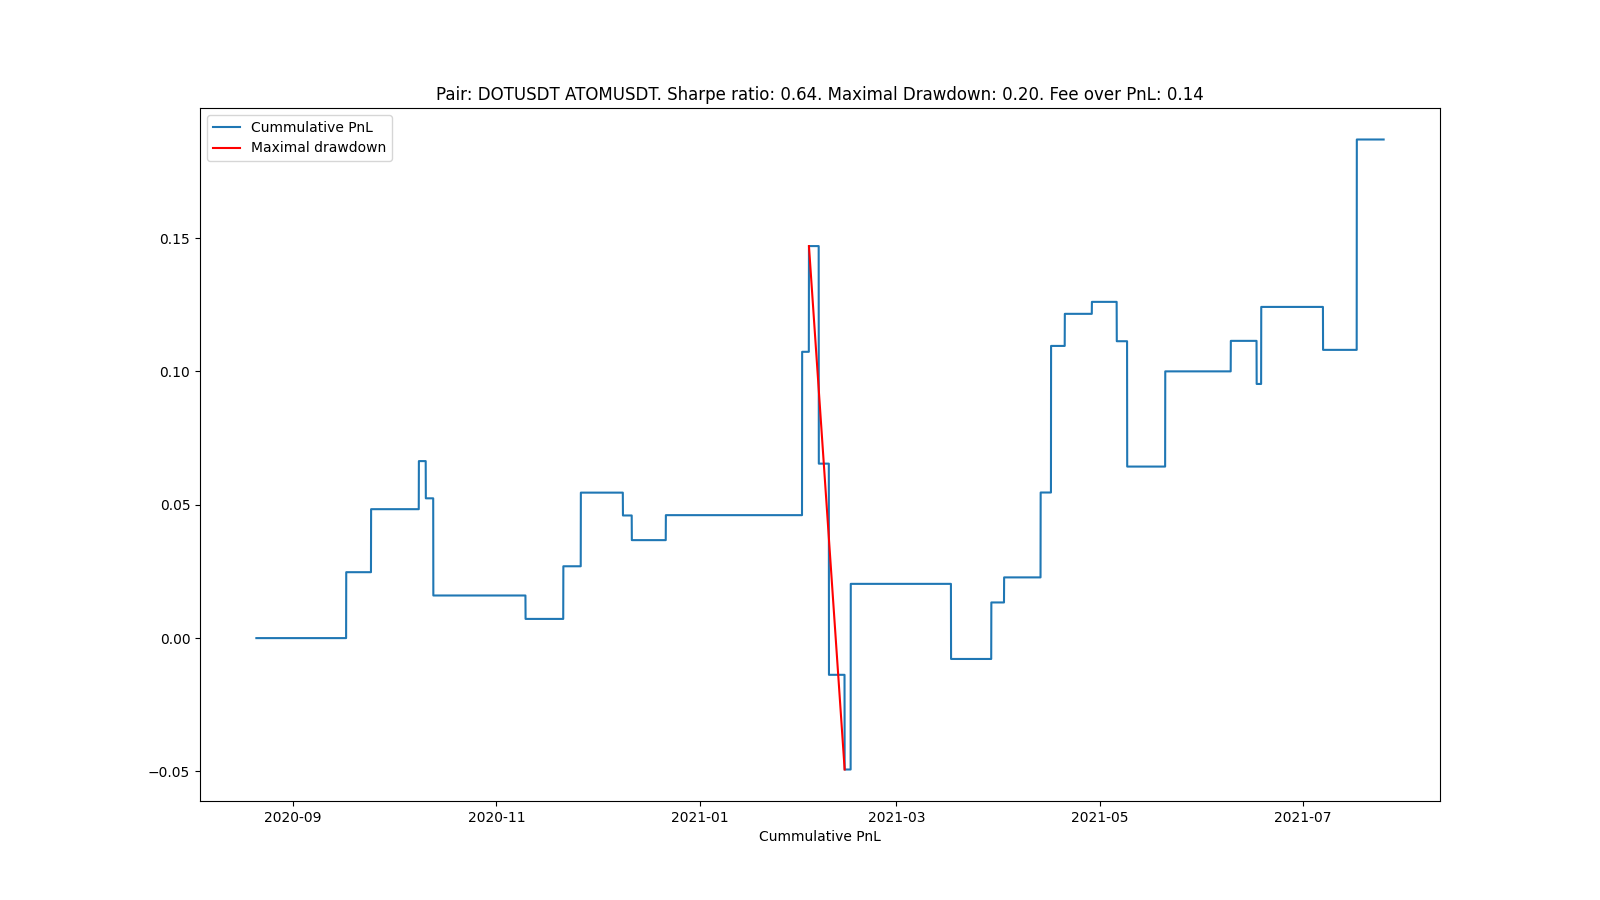 Pair: DOTUSDT ATOMUSDT. Sharpe ratio: 0.64. Maximal Drawdown: 0.20. Fee over PnL: 0.14
Cummulative PnL
Maximal drawdown
0.15
0.10
0.05
0.00
−0.05
2020-09 2020-11 2021-01 2021-03 2021-05 2021-07
Cummulative PnL